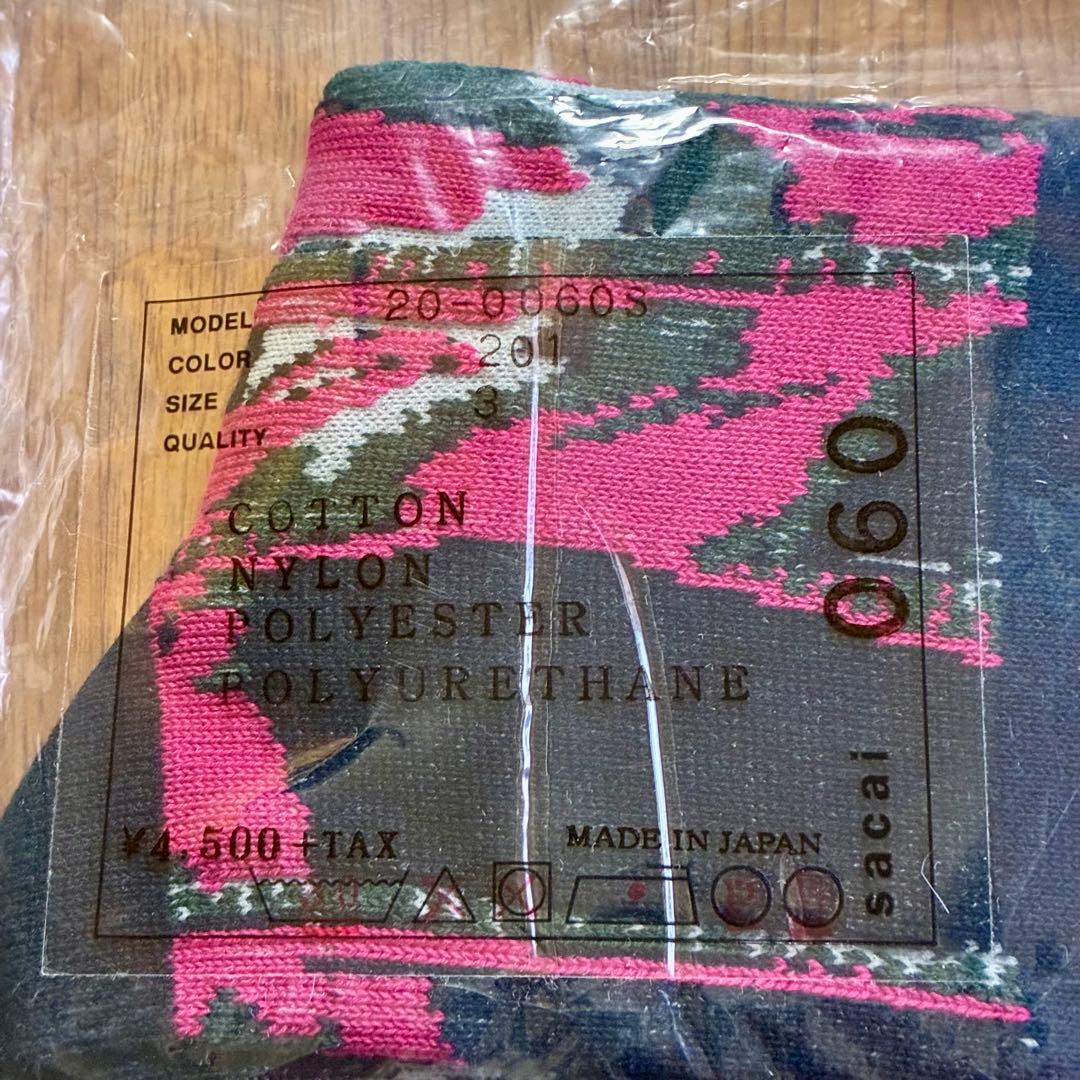 MODEL 20-0060S
COLOR 201
SIZE 3
QUALITY
COTTON
NYLON
POLYESTER
POLYURETHANE
¥4,500+TAX
MADE IN JAPAN
060
sacai